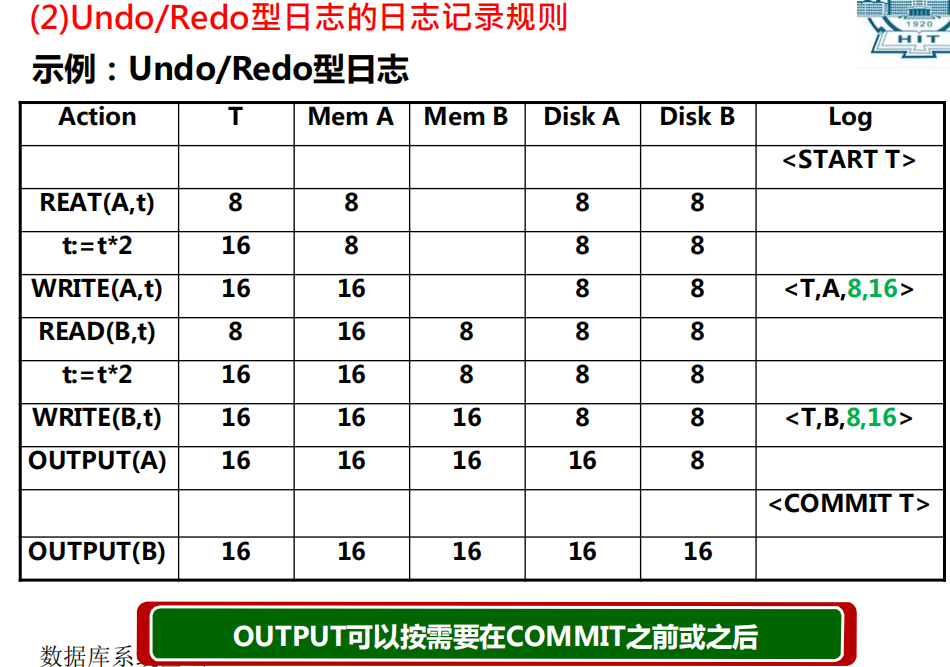 (2)Undo/Redo型日志的日志记录规则
1920
HIT
示例：Undo/Redo型日志
Action T Mem A Mem B Disk A Disk B Log
<START T>
REAT(A,t) 8 8 8 8
t:=t*2 16 8 8 8
WRITE(A,t) 16 16 8 8 <T,A,8,16>
READ(B,t) 8 16 8 8 8
t:=t*2 16 16 8 8 8
WRITE(B,t) 16 16 16 8 8 <T,B,8,16>
OUTPUT(A) 16 16 16 16 8
<COMMIT T>
OUTPUT(B) 16 16 16 16 16
OUTPUT可以按需要在COMMIT之前或之后
数据库系